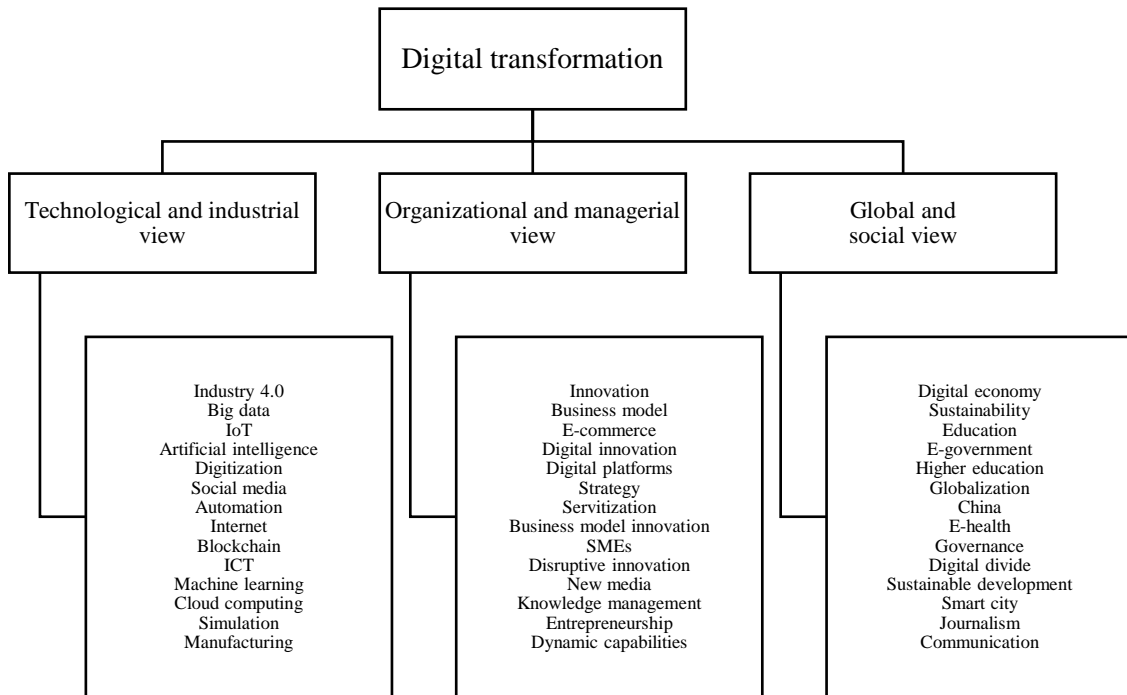 Digital transformation
Technological and industrial
view
Organizational and managerial
view
Global and
social view
Industry 4.0
Big data
IoT
Artificial intelligence
Digitization
Social media
Automation
Internet
Blockchain
ICT
Machine learning
Cloud computing
Simulation
Manufacturing
Innovation
Business model
E-commerce
Digital innovation
Digital platforms
Strategy
Servitization
Business model innovation
SMEs
Disruptive innovation
New media
Knowledge management
Entrepreneurship
Dynamic capabilities
Digital economy
Sustainability
Education
E-government
Higher education
Globalization
China
E-health
Governance
Digital divide
Sustainable development
Smart city
Journalism
Communication